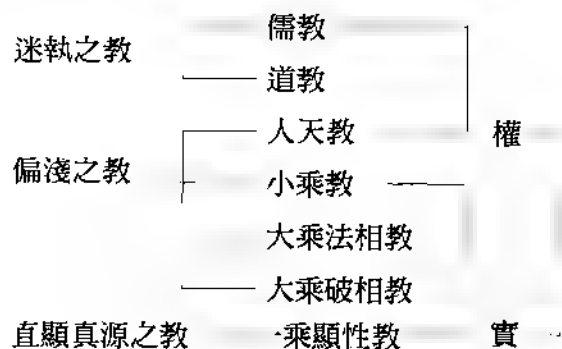 儒教
迷執之教
道教
人天教
權
偏淺之教
小乘教
大乘法相教
大乘破相教
直顯真源之教 一乘顯性教 實